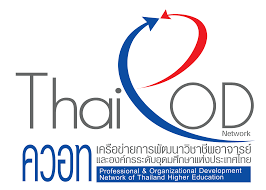 Thai POD
Network
ควอท
เครือข่ายการพัฒนาวิชาชีพอาจารย์
และองค์กรระดับอุดมศึกษาแห่งประเทศไทย
Professional & Organizational Development
Network of Thailand Higher Education